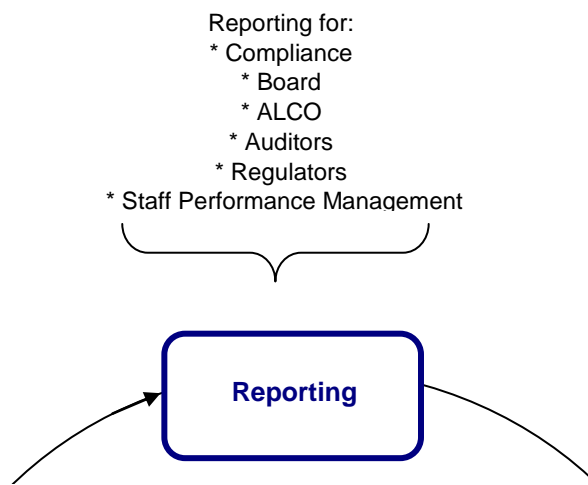 Reporting for:
* Compliance
* Board
* ALCO
* Auditors
* Regulators
* Staff Performance Management
Reporting